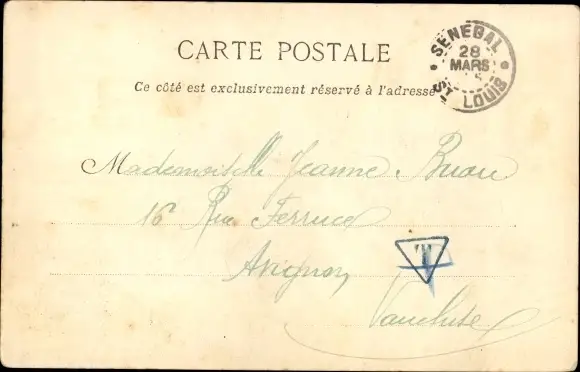 CARTE POSTALE
Ce côté est exclusivement réservé à l'adresse
SENEGAL
28
MARS
5
ST LOUIS
Mademoiselle Jeanne
16 Rue
Avignon
T
Vaucluse